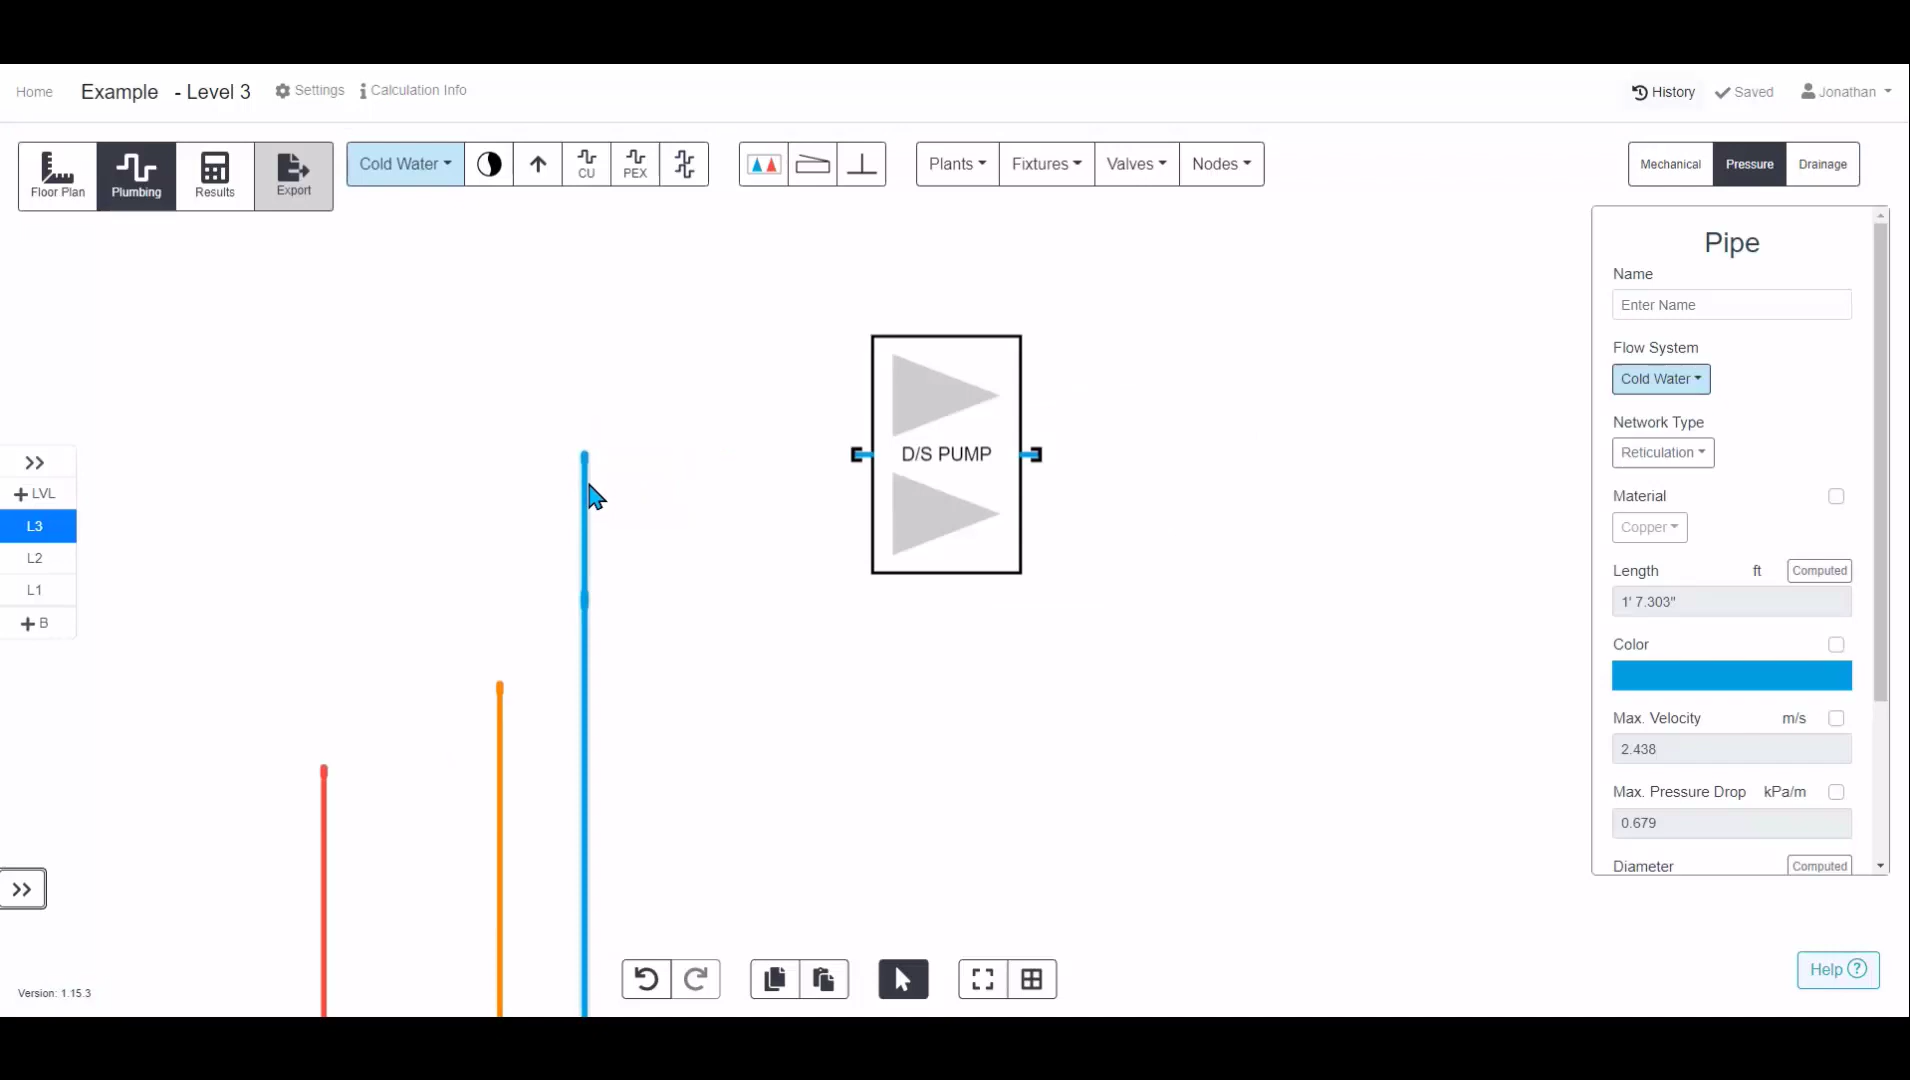 Home
Example - Level 3
Settings
Calculation Info
History
Saved
Jonathan
Floor Plan
Plumbing
Results
Export
Cold Water
CU
PEX
Plants
Fixtures
Valves
Nodes
Mechanical
Pressure
Drainage
Pipe
Name
Enter Name
Flow System
Cold Water
Network Type
Reticulation
Material
Copper
Length ft Computed
1' 7.303"
Color
Max. Velocity m/s
2.438
Max. Pressure Drop kPa/m
0.679
Diameter Computed
D/S PUMP
LVL
L3
L2
L1
B
Version: 1.15.3
Help